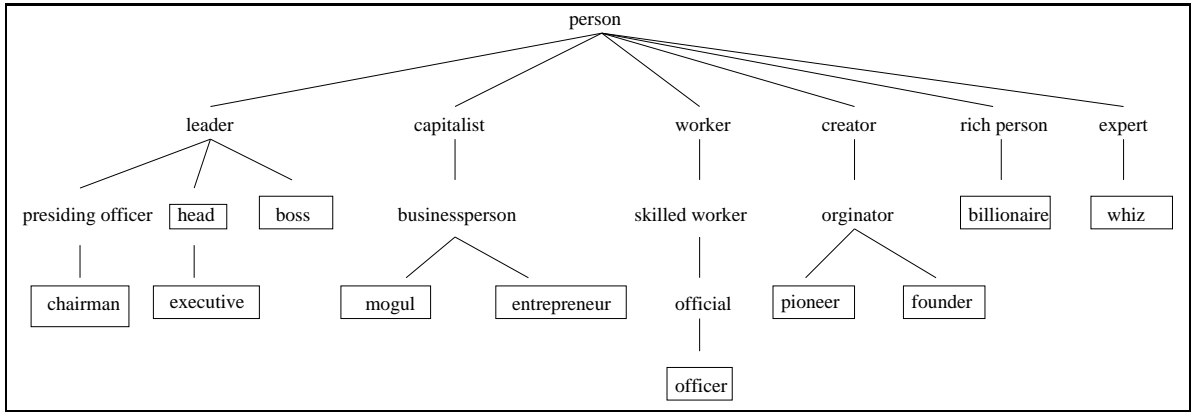 person
leader capitalist worker creator rich person expert
presiding officer head boss businessperson skilled worker orginator billionaire whiz
chairman executive mogul entrepreneur official pioneer founder
officer